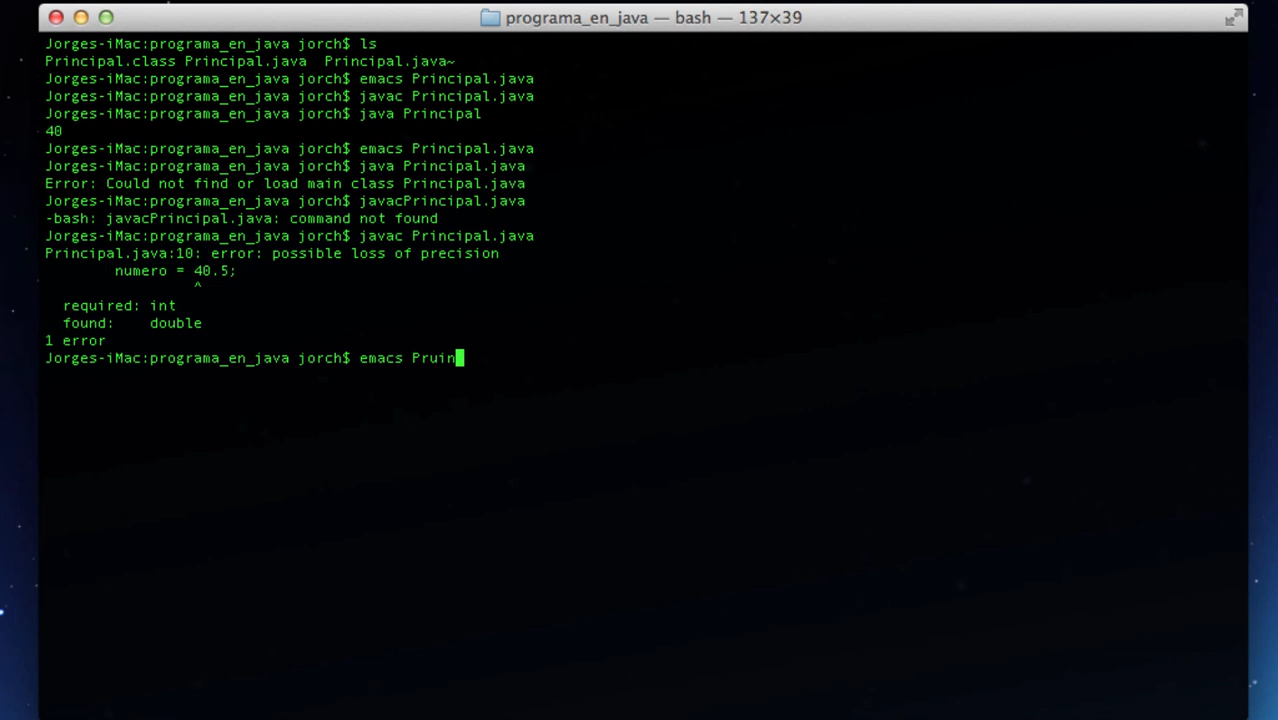 programa_en_java — bash — 137×39
Jorges-iMac:programa_en_java jorch$ ls
Principal.class Principal.java  Principal.java~
Jorges-iMac:programa_en_java jorch$ emacs Principal.java
Jorges-iMac:programa_en_java jorch$ javac Principal.java
Jorges-iMac:programa_en_java jorch$ java Principal
40
Jorges-iMac:programa_en_java jorch$ emacs Principal.java
Jorges-iMac:programa_en_java jorch$ java Principal.java
Error: Could not find or load main class Principal.java
Jorges-iMac:programa_en_java jorch$ javacPrincipal.java
-bash: javacPrincipal.java: command not found
Jorges-iMac:programa_en_java jorch$ javac Principal.java
Principal.java:10: error: possible loss of precision
        numero = 40.5;
                 ^
  required: int
  found:    double
1 error
Jorges-iMac:programa_en_java jorch$ emacs Pruin